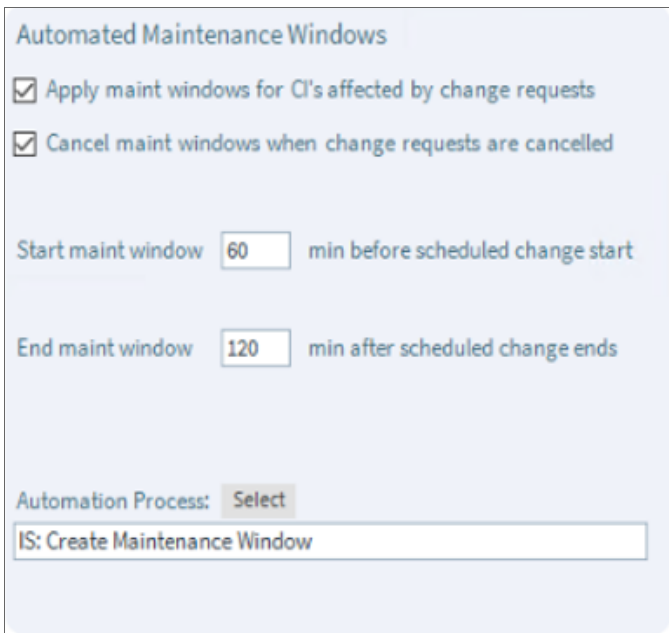 Automated Maintenance Windows
Apply maint windows for CI's affected by change requests
Cancel maint windows when change requests are cancelled
Start maint window 60 min before scheduled change start
End maint window 120 min after scheduled change ends
Automation Process: Select
IS: Create Maintenance Window